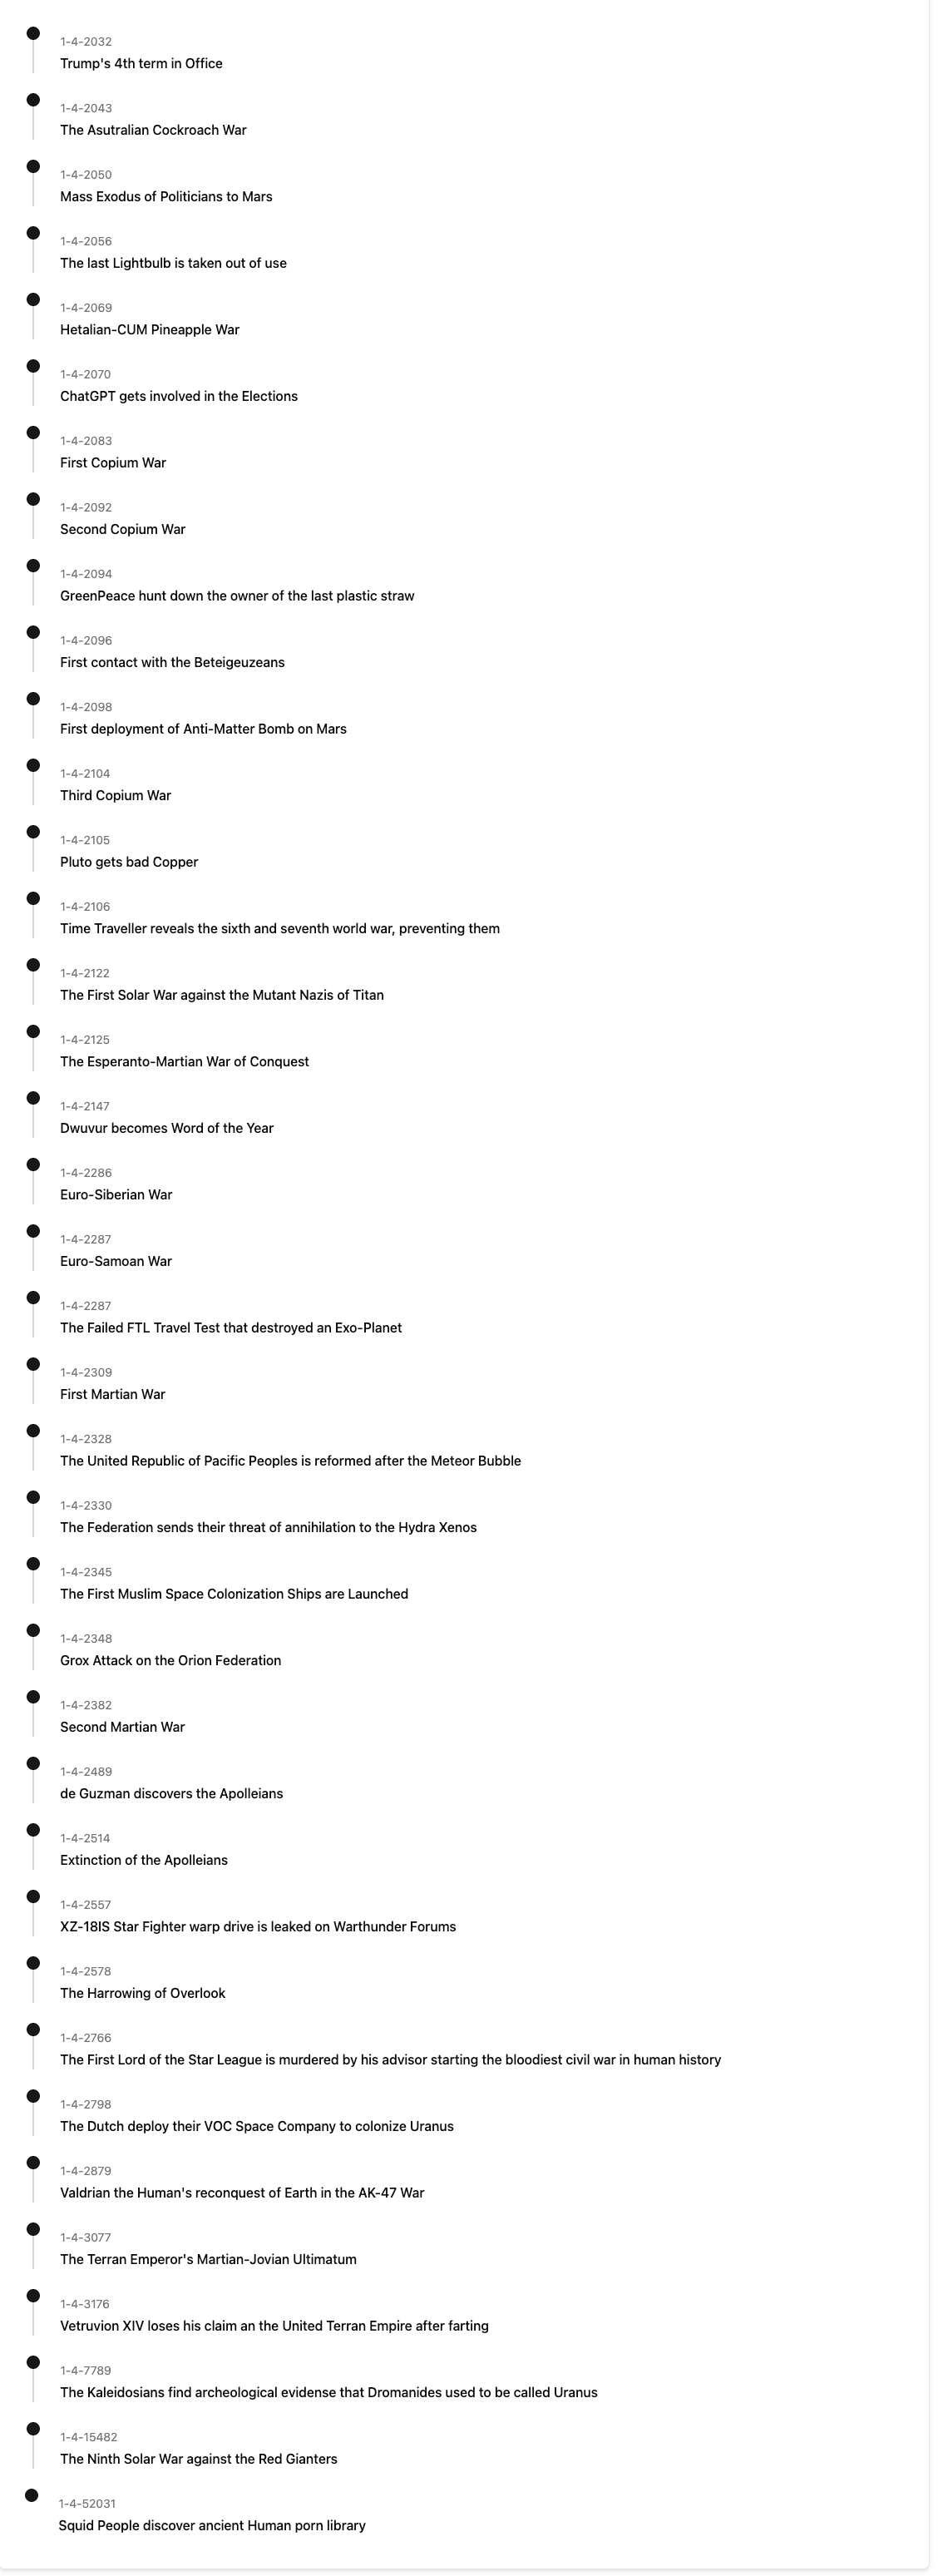 1-4-2032
Trump's 4th term in Office
1-4-2043
The Asutralian Cockroach War
1-4-2050
Mass Exodus of Politicians to Mars
1-4-2056
The last Lightbulb is taken out of use
1-4-2069
Hetalian-CUM Pineapple War
1-4-2070
ChatGPT gets involved in the Elections
1-4-2083
First Copium War
1-4-2092
Second Copium War
1-4-2094
GreenPeace hunt down the owner of the last plastic straw
1-4-2096
First contact with the Beteigeuzeans
1-4-2098
First deployment of Anti-Matter Bomb on Mars
1-4-2104
Third Copium War
1-4-2105
Pluto gets bad Copper
1-4-2106
Time Traveller reveals the sixth and seventh world war, preventing them
1-4-2122
The First Solar War against the Mutant Nazis of Titan
1-4-2125
The Esperanto-Martian War of Conquest
1-4-2147
Dwuvur becomes Word of the Year
1-4-2286
Euro-Siberian War
1-4-2287
Euro-Samoan War
1-4-2287
The Failed FTL Travel Test that destroyed an Exo-Planet
1-4-2309
First Martian War
1-4-2328
The United Republic of Pacific Peoples is reformed after the Meteor Bubble
1-4-2330
The Federation sends their threat of annihilation to the Hydra Xenos
1-4-2345
The First Muslim Space Colonization Ships are Launched
1-4-2348
Grox Attack on the Orion Federation
1-4-2382
Second Martian War
1-4-2489
de Guzman discovers the Apolleians
1-4-2514
Extinction of the Apolleians
1-4-2557
XZ-18IS Star Fighter warp drive is leaked on Warthunder Forums
1-4-2578
The Harrowing of Overlook
1-4-2766
The First Lord of the Star League is murdered by his advisor starting the bloodiest civil war in human history
1-4-2798
The Dutch deploy their VOC Space Company to colonize Uranus
1-4-2879
Valdrian the Human's reconquest of Earth in the AK-47 War
1-4-3077
The Terran Emperor's Martian-Jovian Ultimatum
1-4-3176
Vetruvion XIV loses his claim an the United Terran Empire after farting
1-4-7789
The Kaleidosians find archeological evidense that Dromanides used to be called Uranus
1-4-15482
The Ninth Solar War against the Red Gianters
1-4-52031
Squid People discover ancient Human porn library